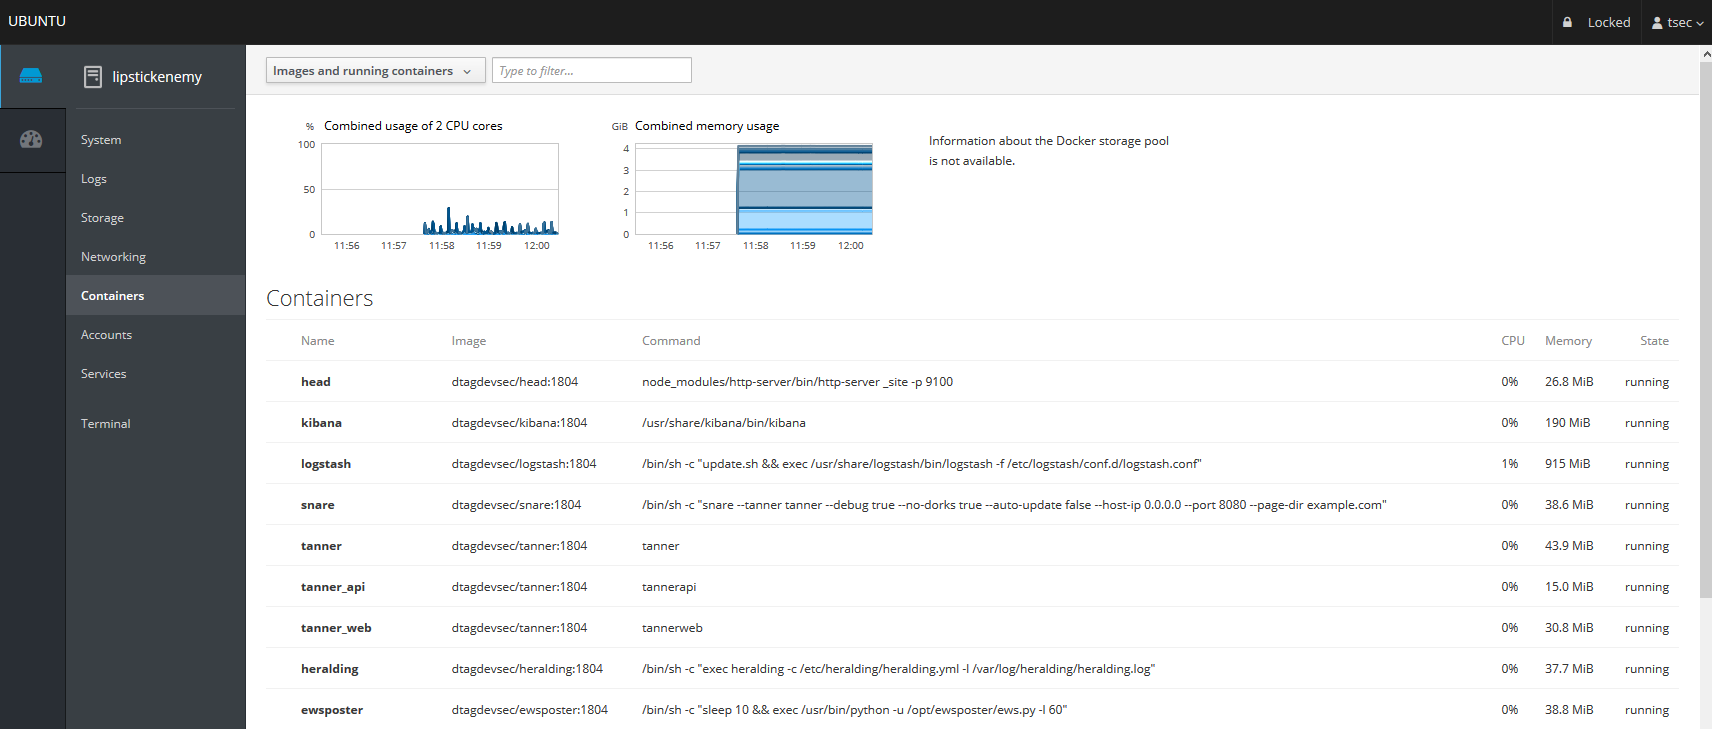 UBUNTU
Locked
tsec
lipstickenemy
System
Logs
Storage
Networking
Containers
Accounts
Services
Terminal
Images and running containers
Type to filter...
% Combined usage of 2 CPU cores
100
50
0
11:56 11:57 11:58 11:59 12:00
GiB Combined memory usage
4
3
2
1
0
11:56 11:57 11:58 11:59 12:00
Information about the Docker storage pool
is not available.
Containers
Name Image Command CPU Memory State
head dtagdevsec/head:1804 node_modules/http-server/bin/http-server _site -p 9100 0% 26.8 MiB running
kibana dtagdevsec/kibana:1804 /usr/share/kibana/bin/kibana 0% 190 MiB running
logstash dtagdevsec/logstash:1804 /bin/sh -c "update.sh && exec /usr/share/logstash/bin/logstash -f /etc/logstash/conf.d/logstash.conf" 1% 915 MiB running
snare dtagdevsec/snare:1804 /bin/sh -c "snare --tanner tanner --debug true --no-dorks true --auto-update false --host-ip 0.0.0.0 --port 8080 --page-dir example.com" 0% 38.6 MiB running
tanner dtagdevsec/tanner:1804 tanner 0% 43.9 MiB running
tanner_api dtagdevsec/tanner:1804 tannerapi 0% 15.0 MiB running
tanner_web dtagdevsec/tanner:1804 tannerweb 0% 30.8 MiB running
heralding dtagdevsec/heralding:1804 /bin/sh -c "exec heralding -c /etc/heralding/heralding.yml -l /var/log/heralding/heralding.log" 0% 37.7 MiB running
ewsposter dtagdevsec/ewsposter:1804 /bin/sh -c "sleep 10 && exec /usr/bin/python -u /opt/ewsposter/ews.py -l 60" 0% 38.8 MiB running